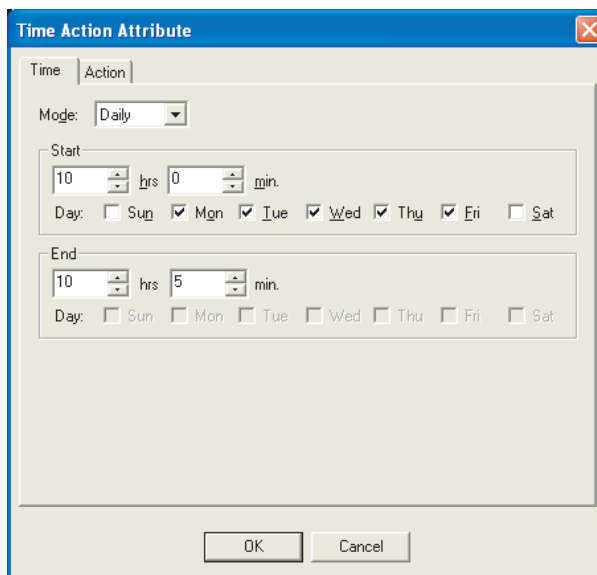 Time Action Attribute
Time Action
Mode: Daily
Start
10 hrs 0 min.
Day: Sun Mon Tue Wed Thu Fri Sat
End
10 hrs 5 min.
Day: Sun Mon Tue Wed Thu Fri Sat
OK Cancel